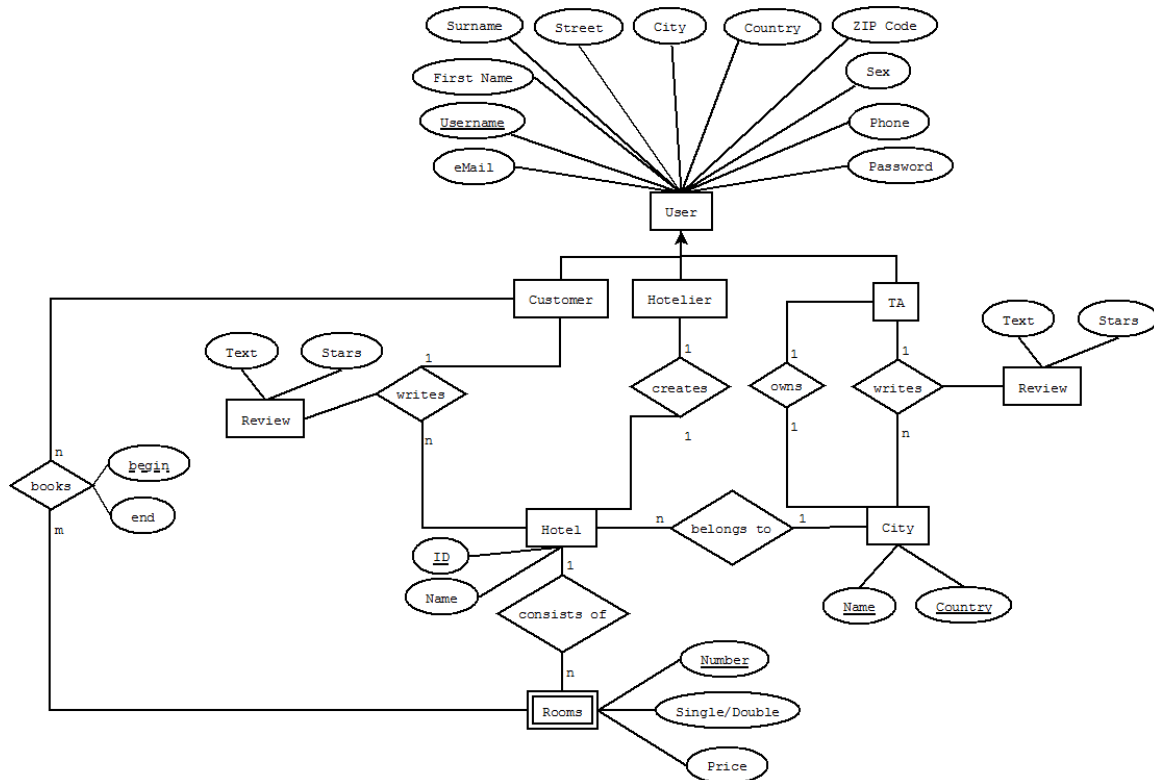 Surname
Street
City
Country
ZIP Code
First Name
Sex
Username
Phone
eMail
Password
User
Customer
Hotelier
TA
Text
Stars
Text
Stars
1
1
1
1
creates
owns
writes
Review
writes
Review
n
1
1
n
n
begin
books
end
m
Hotel
n
belongs to
1
City
ID
Name
1
consists of
Name
Country
n
Number
Rooms
Single/Double
Price